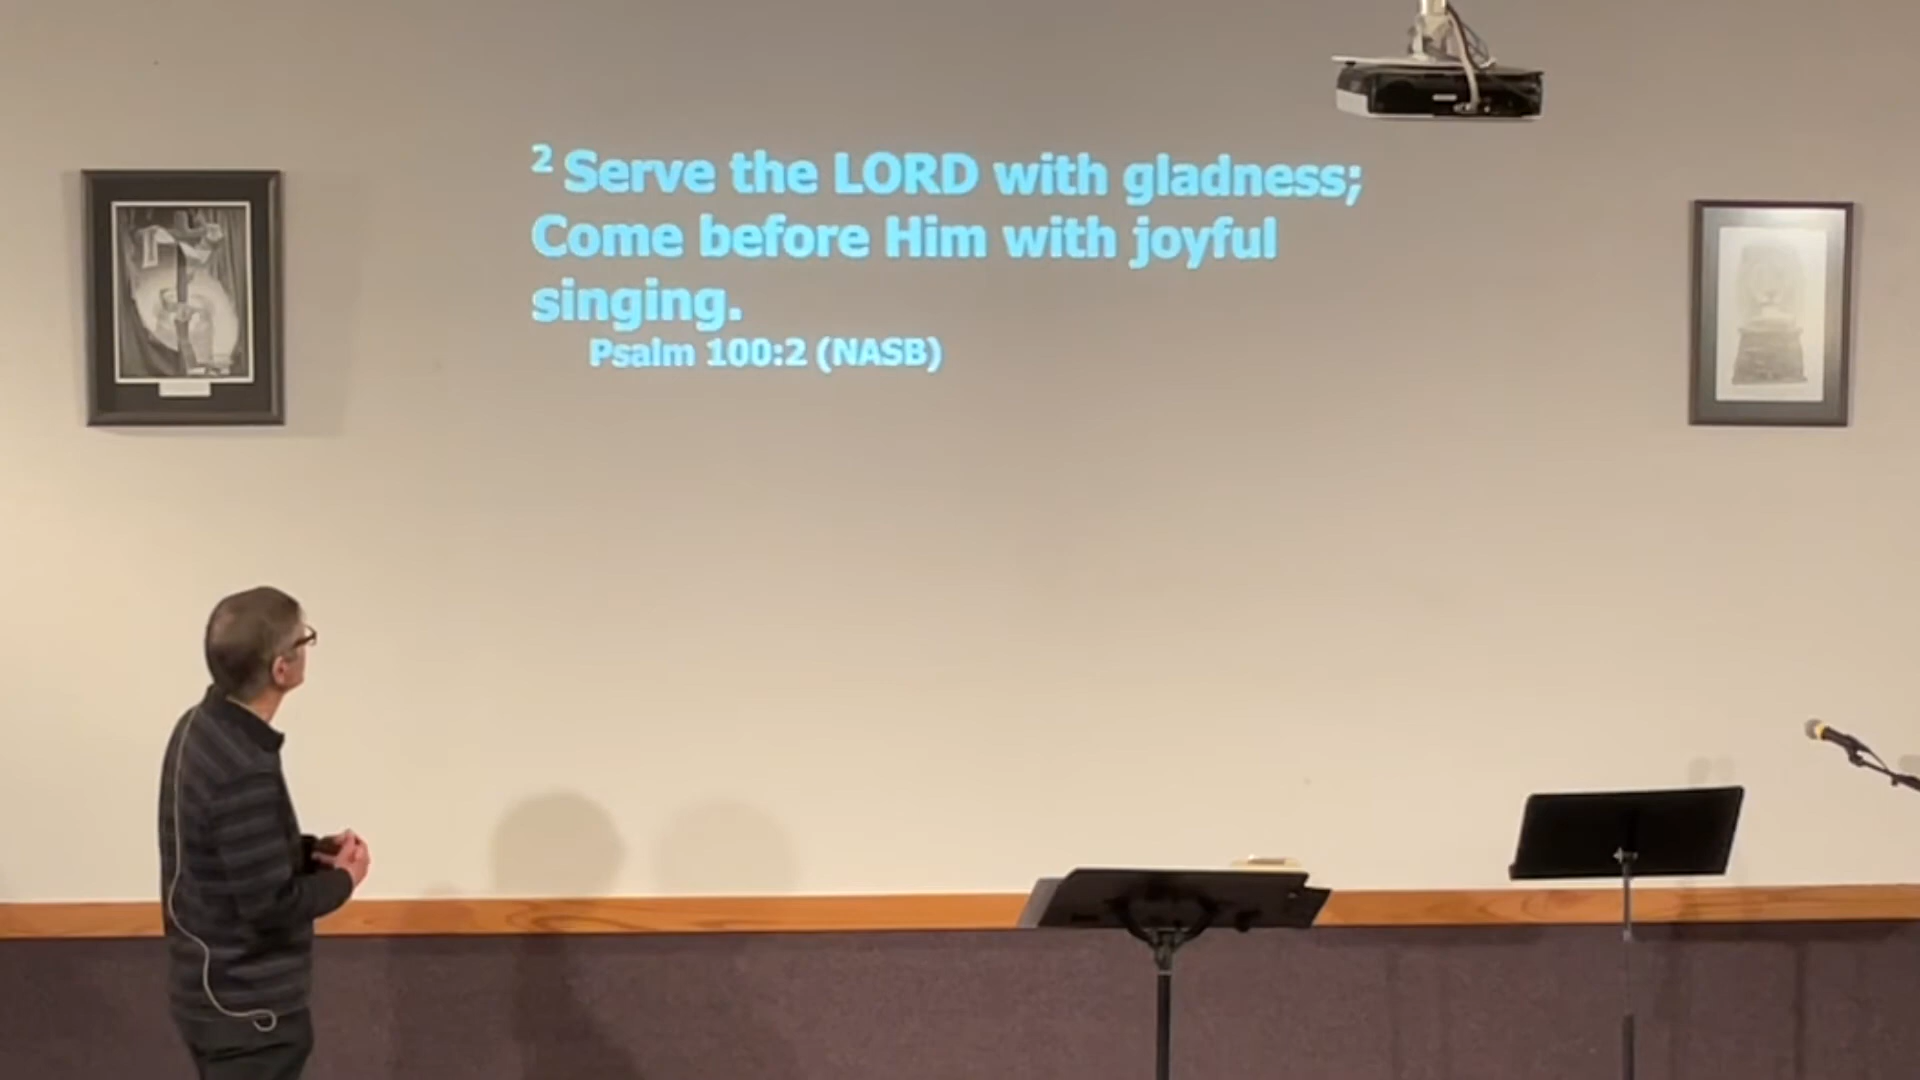 2 Serve the LORD with gladness;
Come before Him with joyful
singing.
Psalm 100:2 (NASB)